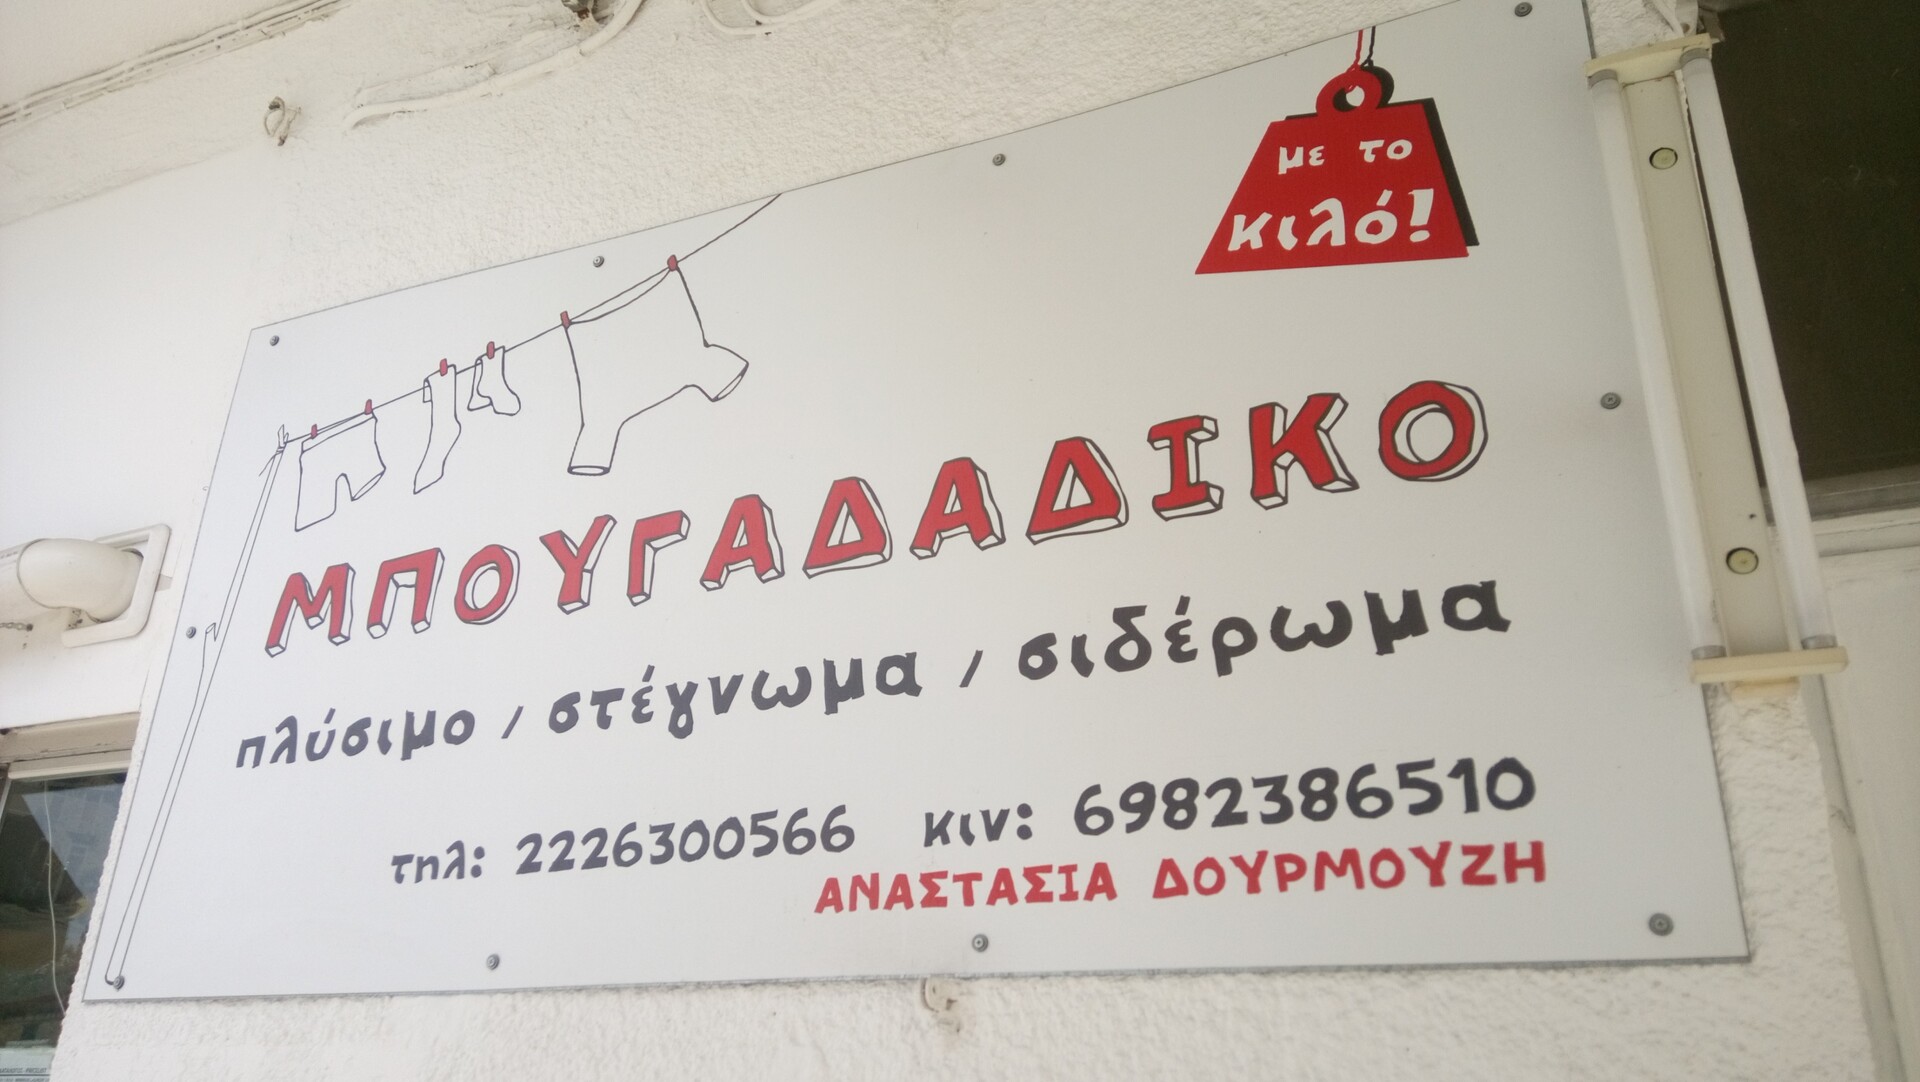 με το
κιλό!
ΜΠΟΥΓΑΔΑΔΙΚΟ
πλύσιμο / στέγνωμα / σιδέρωμα
τηλ: 2226300566 κιν: 6982386510
ΑΝΑΣΤΑΣΙΑ ΔΟΥΡΜΟΥΖΗ